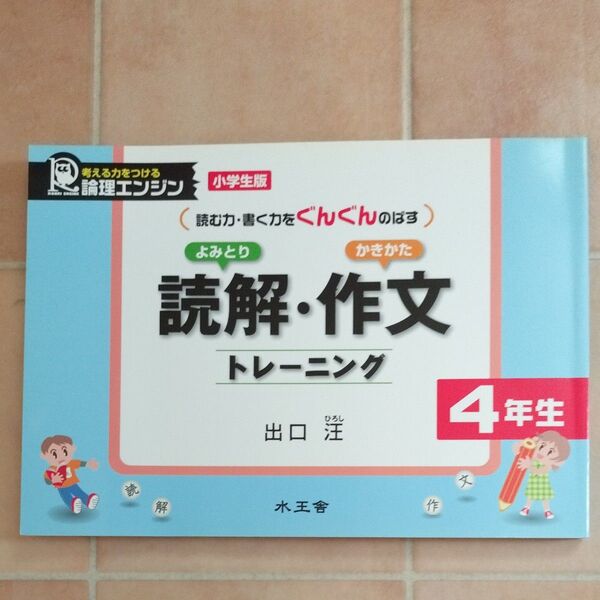 考える力をつける
論理エンジン
小学生版
読む力・書く力をぐんぐんのばす
よみとり かきかた
読解・作文
トレーニング
4年生
ひろし
出口 汪
読解
作文
水王舎